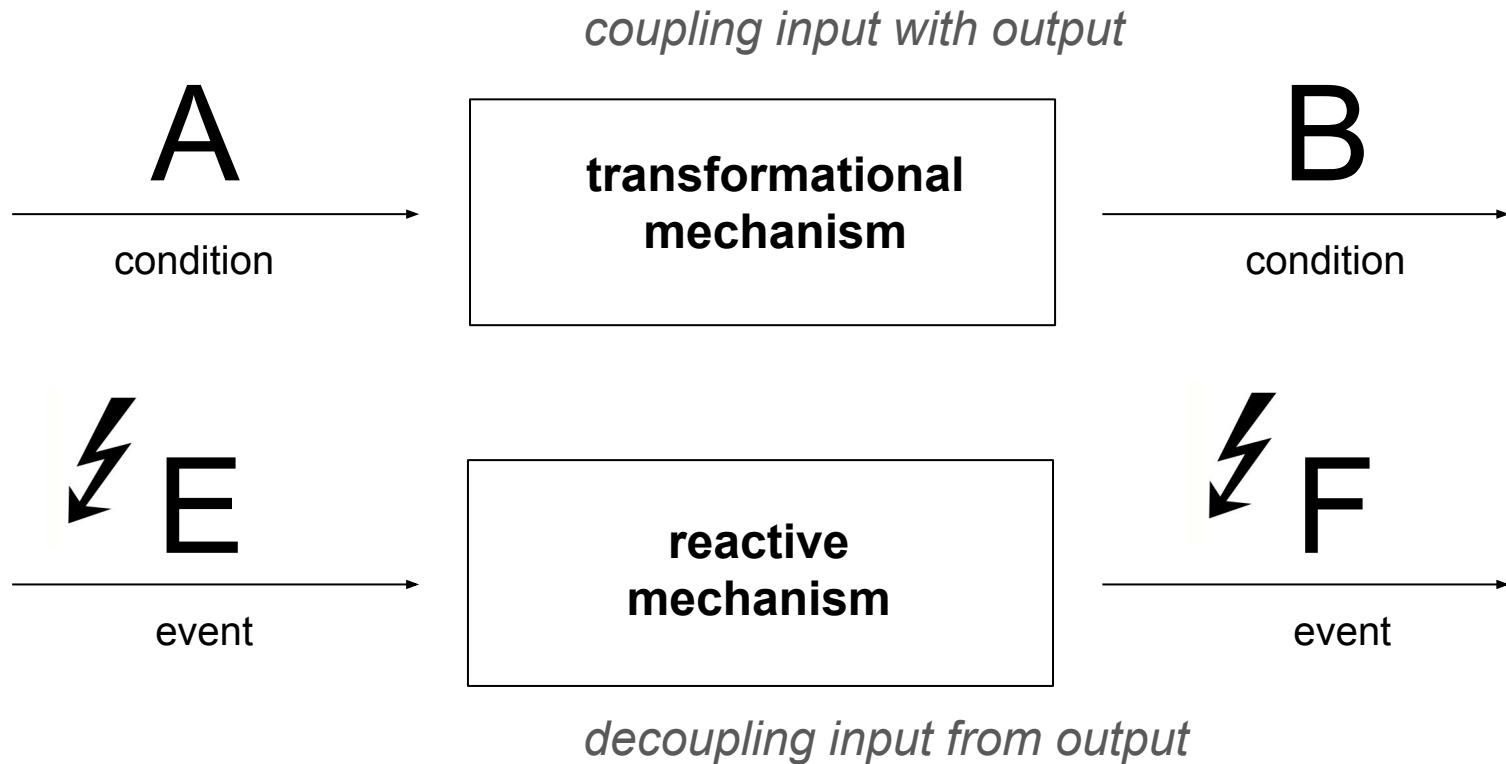 coupling input with output
A
B
transformational
mechanism
condition
condition
E
F
reactive
mechanism
event
event
decoupling input from output